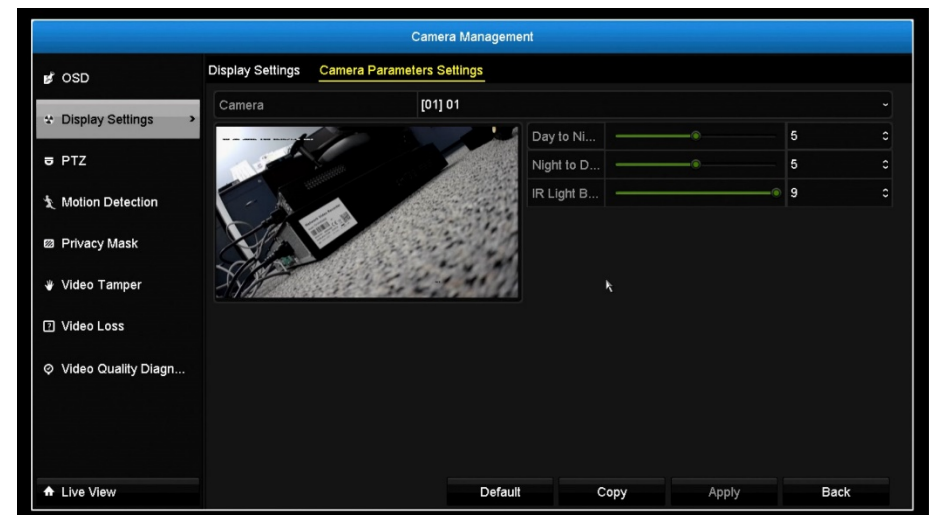 Camera Management
OSD
Display Settings
PTZ
Motion Detection
Privacy Mask
Video Tamper
Video Loss
Video Quality Diagn...
Live View
Display Settings Camera Parameters Settings
Camera [01] 01
Day to Ni... 5
Night to D... 5
IR Light B... 9
Default Copy Apply Back